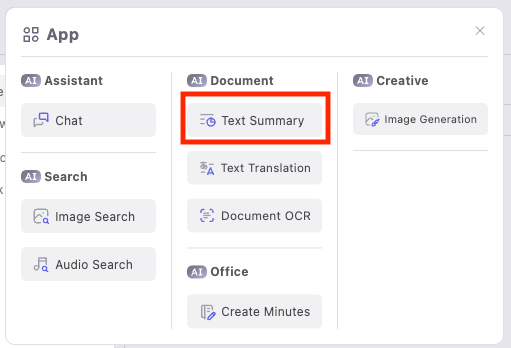 App
AI Assistant
Chat
AI Search
Image Search
Audio Search
AI Document
Text Summary
Text Translation
Document OCR
AI Office
Create Minutes
AI Creative
Image Generation